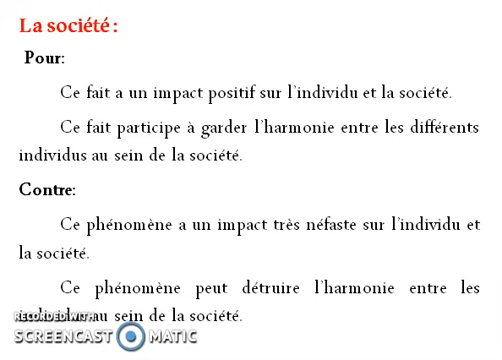 La société :
Pour:
Ce fait a un impact positif sur l'individu et la société.
Ce fait participe à garder l'harmonie entre les différents
individus au sein de la société.
Contre:
Ce phénomène a un impact très néfaste sur l'individu et
la société.
Ce phénomène peut détruire l'harmonie entre les
individus au sein de la société.
RECORDED WITH
SCREENCAST MATIC